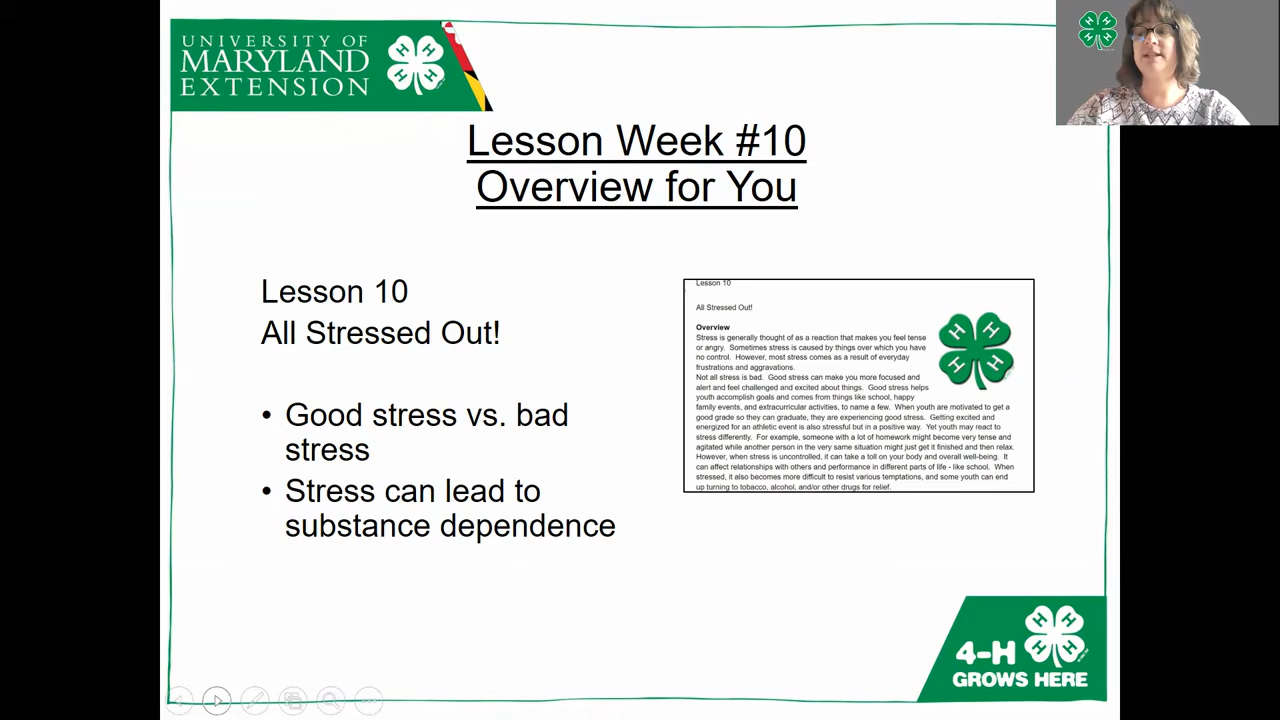 UNIVERSITY OF
MARYLAND
EXTENSION
H H H H
H H H H
Lesson Week #10
Overview for You
Lesson 10
All Stressed Out!
• Good stress vs. bad
stress
• Stress can lead to
substance dependence
Lesson 10
All Stressed Out!
Overview
Stress is generally thought of as a reaction that makes you feel tense
or angry. Sometimes stress is caused by things over which you have
no control. However, most stress comes as a result of everyday
frustrations and aggravations.
Not all stress is bad. Good stress can make you more focused and
alert and feel challenged and excited about things. Good stress helps
youth accomplish goals and comes from things like school, happy
family events, and extracurricular activities, to name a few. When youth are motivated to get a
good grade so they can graduate, they are experiencing good stress. Getting excited and
energized for an athletic event is also stressful but in a positive way. Yet youth may react to
stress differently. For example, someone with a lot of homework might become very tense and
agitated while another person in the very same situation might just get it finished and then relax.
However, when stress is uncontrolled, it can take a toll on your body and overall well-being. It
can affect relationships with others and performance in different parts of life - like school. When
stressed, it also becomes more difficult to resist various temptations, and some youth can end
up turning to tobacco, alcohol, and/or other drugs for relief.
H H H H
H H H H
4-H
GROWS HERE